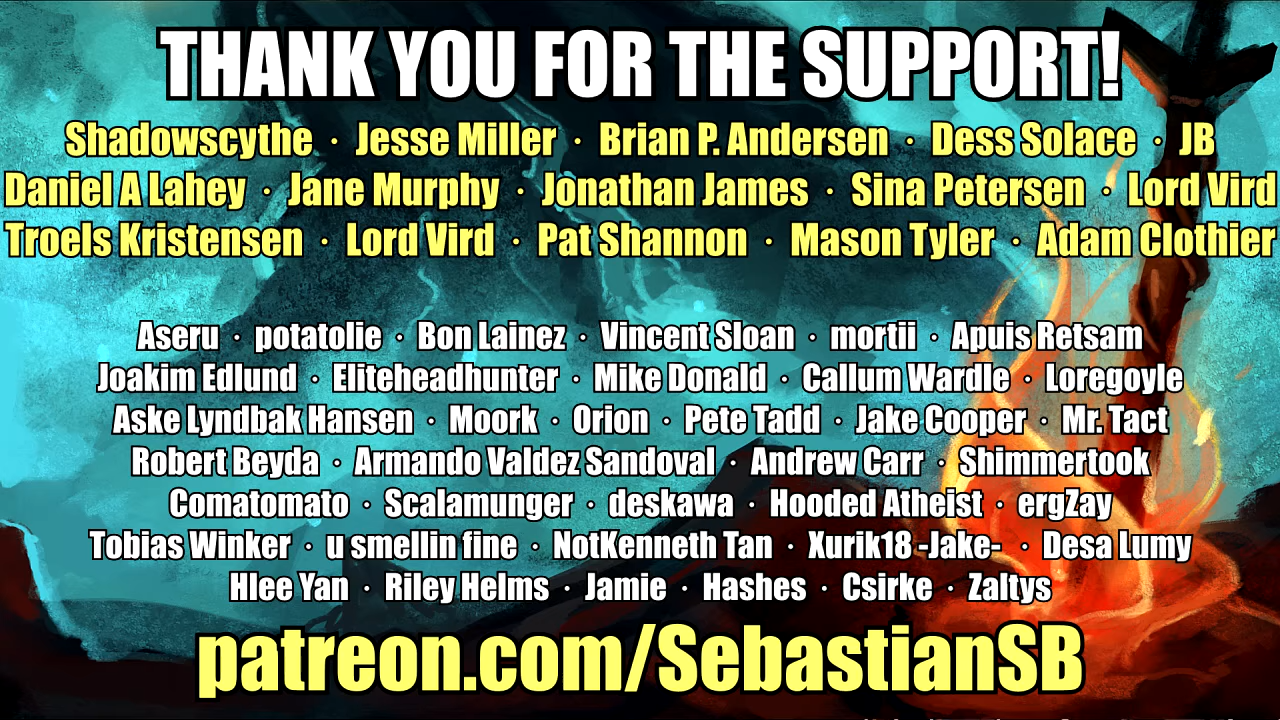 THANK YOU FOR THE SUPPORT!
Shadowscythe · Jesse Miller · Brian P. Andersen · Dess Solace · JB
Daniel A Lahey · Jane Murphy · Jonathan James · Sina Petersen · Lord Vird
Troels Kristensen · Lord Vird · Pat Shannon · Mason Tyler · Adam Clothier
Aseru · potatolie · Bon Lainez · Vincent Sloan · mortii · Apuis Retsam
Joakim Edlund · Eliteheadhunter · Mike Donald · Callum Wardle · Loregoyle
Aske Lyndbak Hansen · Moork · Orion · Pete Tadd · Jake Cooper · Mr. Tact
Robert Beyda · Armando Valdez Sandoval · Andrew Carr · Shimmertook
Comatomato · Scalamunger · deskawa · Hooded Atheist · ergZay
Tobias Winker · u smellin fine · NotKenneth Tan · Xurik18 -Jake- · Desa Lumy
Hlee Yan · Riley Helms · Jamie · Hashes · Csirke · Zaltys
patreon.com/SebastianSB